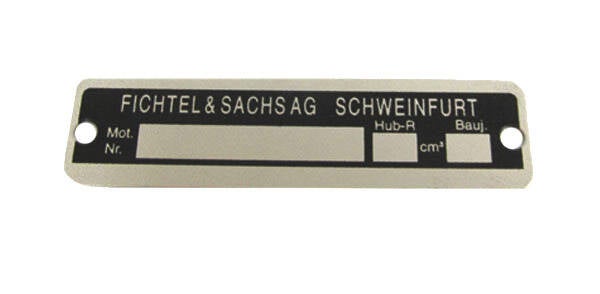 FICHTEL & SACHS AG SCHWEINFURT
Mot. Nr.
Hub-R cm³
Bauj.